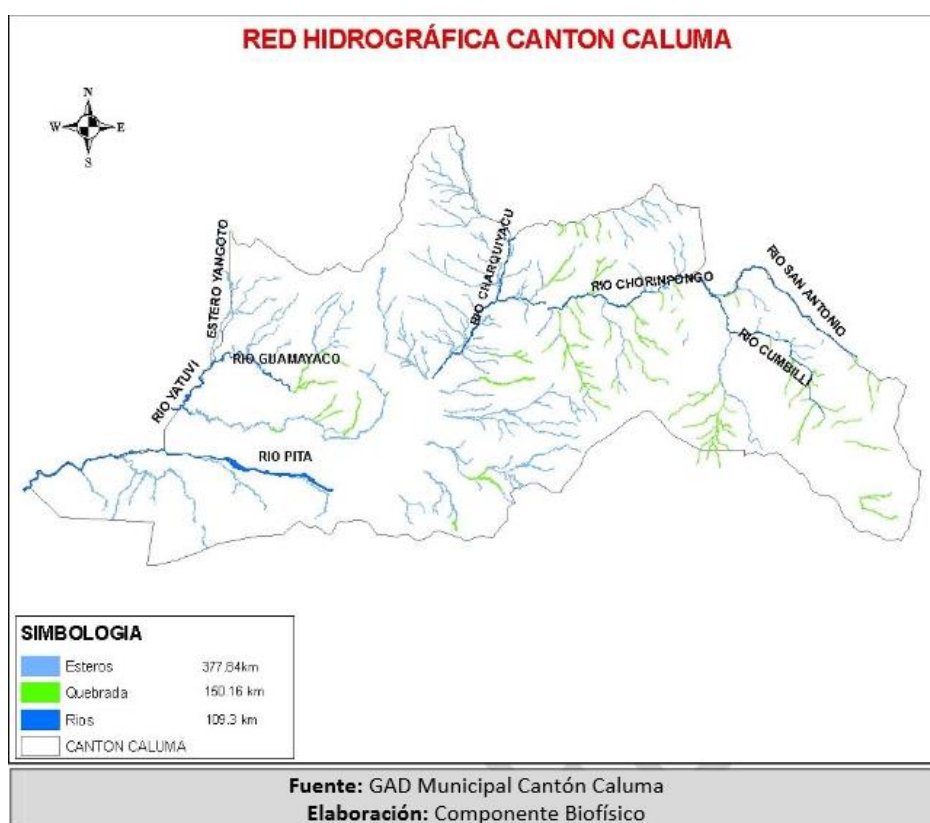 RED HIDROGRÁFICA CANTON CALUMA
N
W E
S
ESTERO YANGOTO
RIO CHARQUIYACU
RIO CHORINPONGO
RIO SAN ANTONIO
RIO GUAMAYACO
RIO CUMBILLI
RIO YATUVI
RIO PITA
SIMBOLOGIA
Esteros 377.64km
Quebrada 150.16 km
Rios 109.3 km
CANTON CALUMA
Fuente: GAD Municipal Cantón Caluma
Elaboración: Componente Biofísico